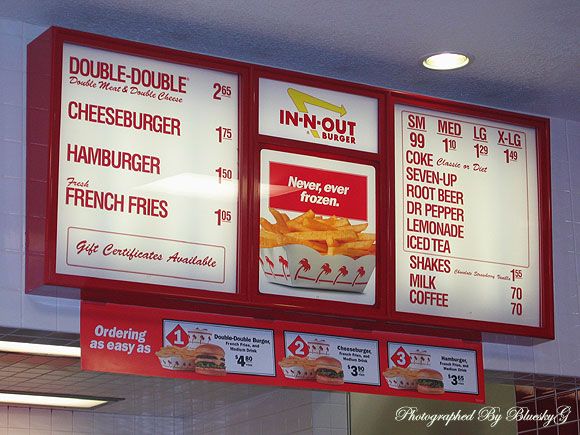 DOUBLE-DOUBLE® 2 65
Double Meat & Double Cheese
CHEESEBURGER 1 75
HAMBURGER 1 50
Fresh
FRENCH FRIES 1 05
Gift Certificates Available
IN-N-OUT
BURGER
Never, ever
frozen.
SM MED LG X-LG
99 1 10 1 29 1 49
COKE Classic or Diet
SEVEN-UP
ROOT BEER
DR PEPPER
LEMONADE
ICED TEA
SHAKES Chocolate Strawberry Vanilla 1 55
MILK 70
COFFEE 70
Ordering
as easy as
1 Double-Double Burger,
French Fries, and
Medium Drink
$4 80
2 Cheeseburger,
French Fries, and
Medium Drink
$3 90
3 Hamburger,
French Fries, and
Medium Drink
$3 65
Photographed By BlueskyG